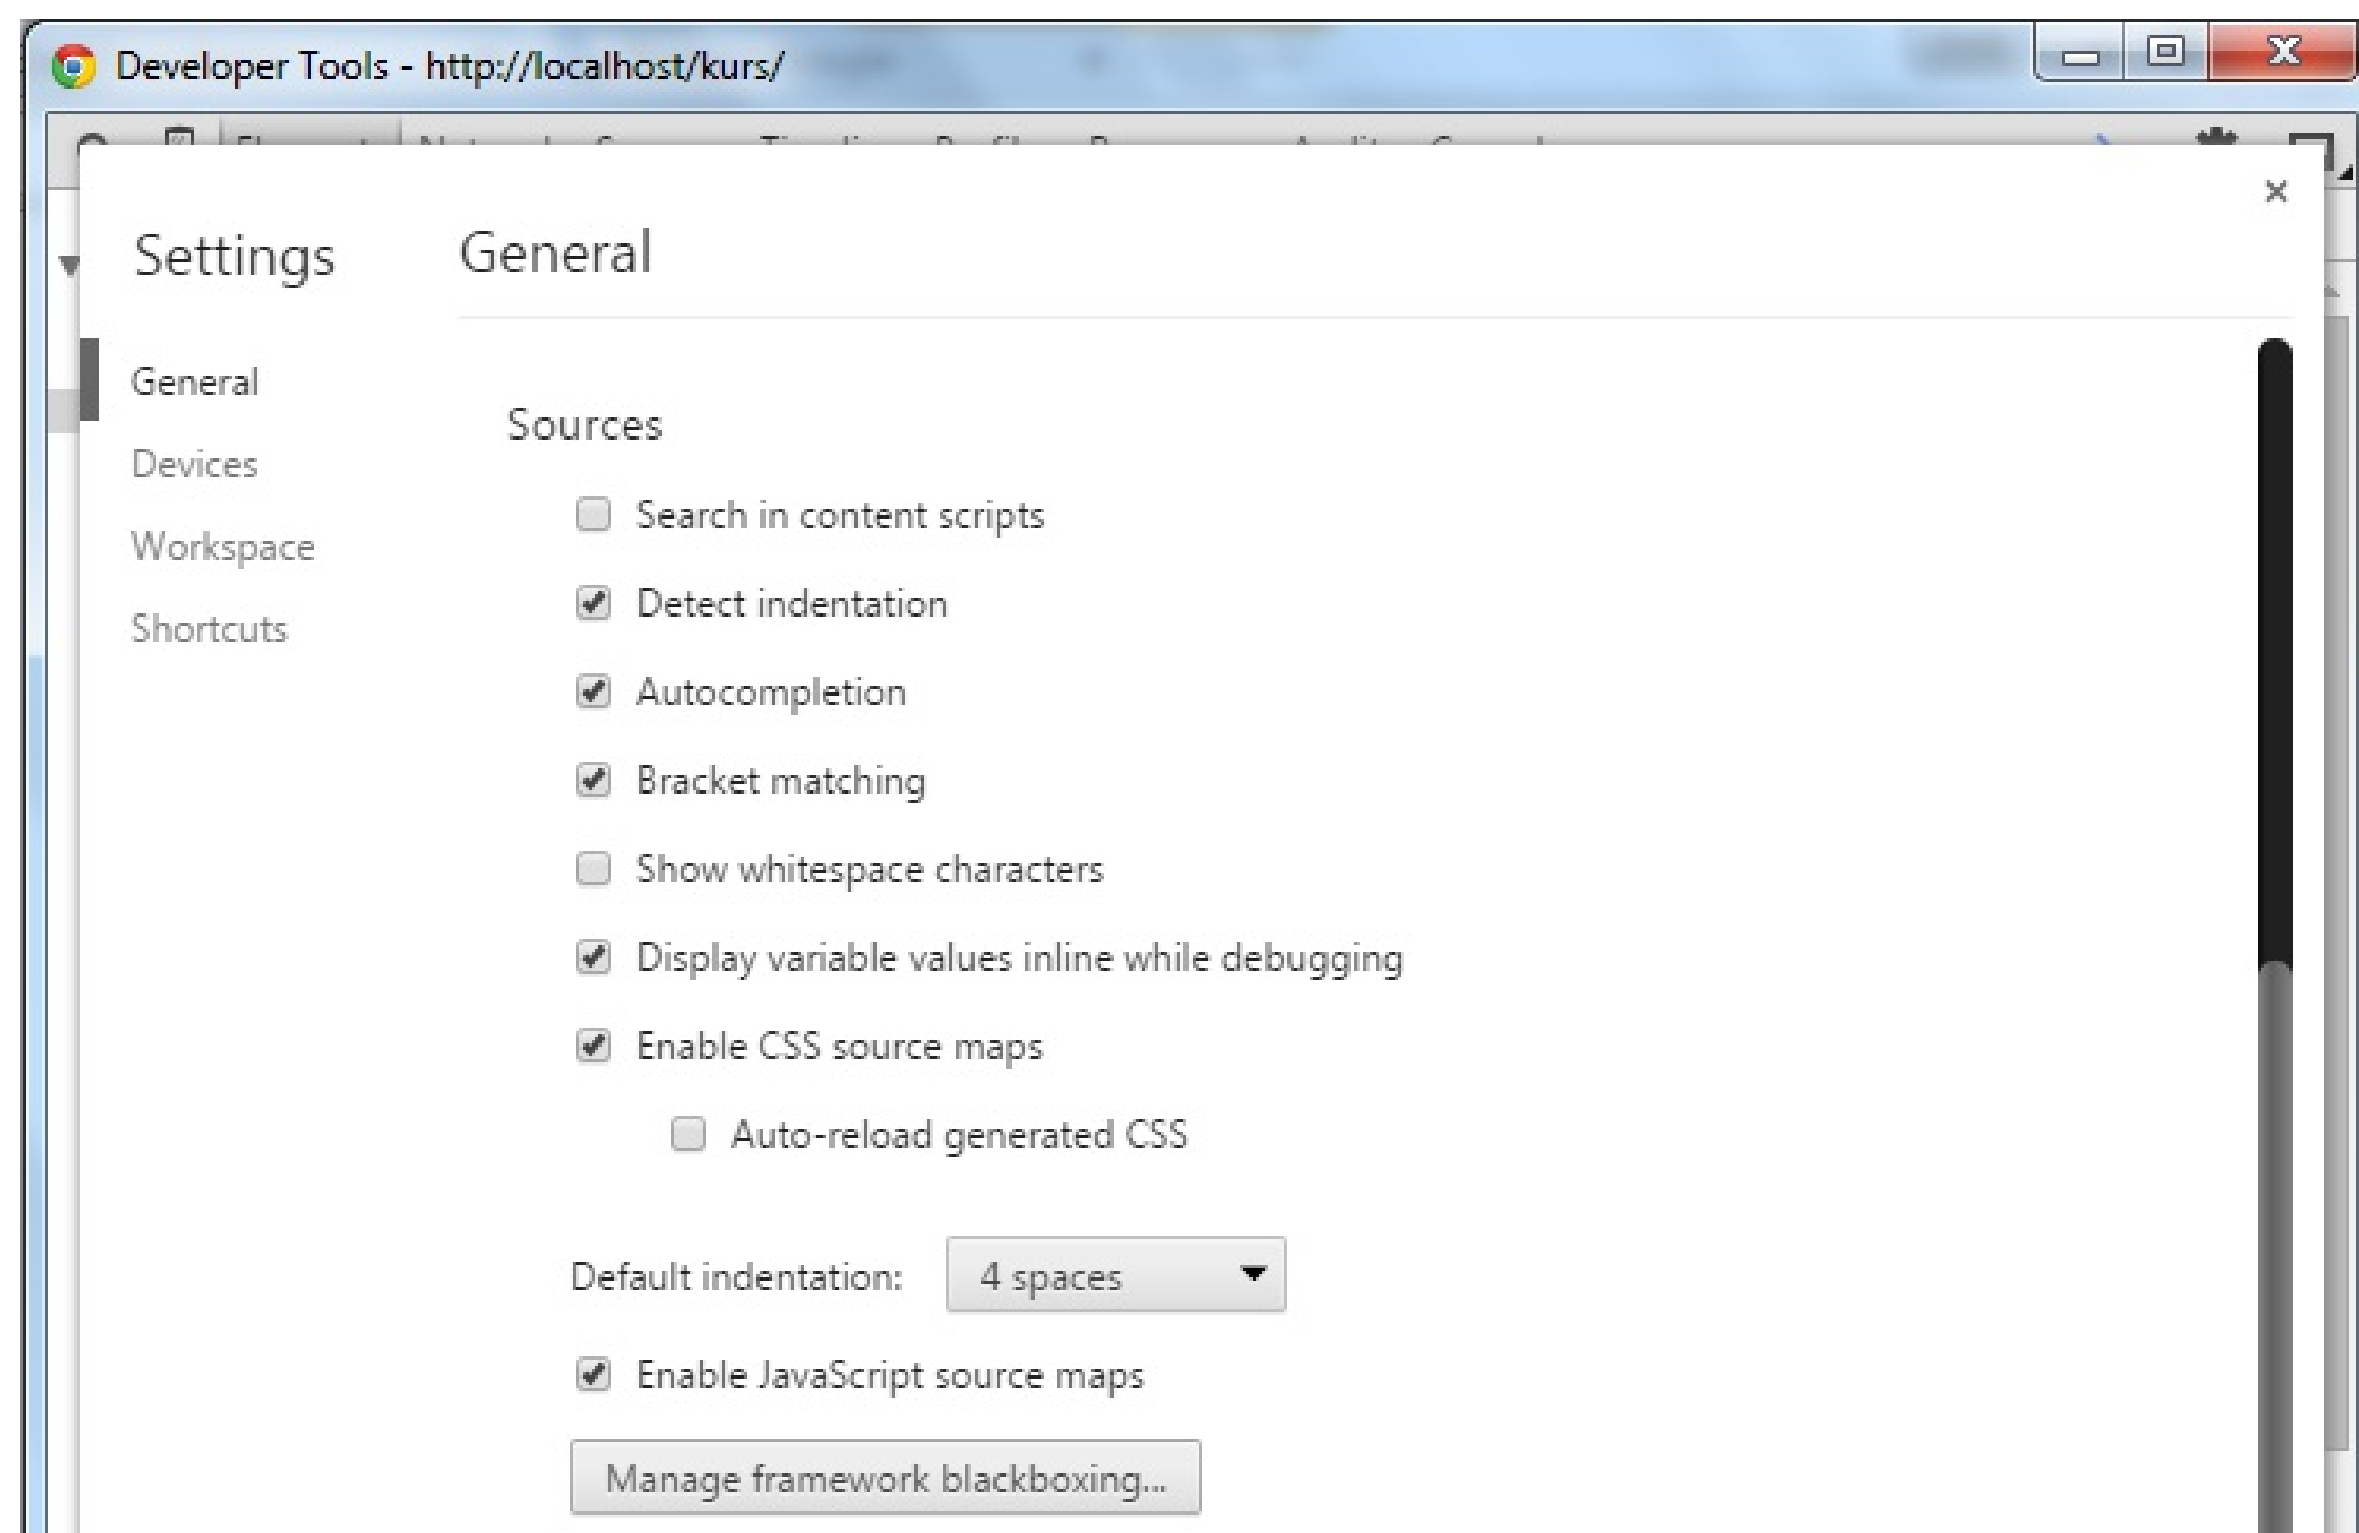 Developer Tools - http://localhost/kurs/
Settings
General
General
Devices
Workspace
Shortcuts
Sources
Search in content scripts
Detect indentation
Autocompletion
Bracket matching
Show whitespace characters
Display variable values inline while debugging
Enable CSS source maps
Auto-reload generated CSS
Default indentation: 4 spaces
Enable JavaScript source maps
Manage framework blackboxing...